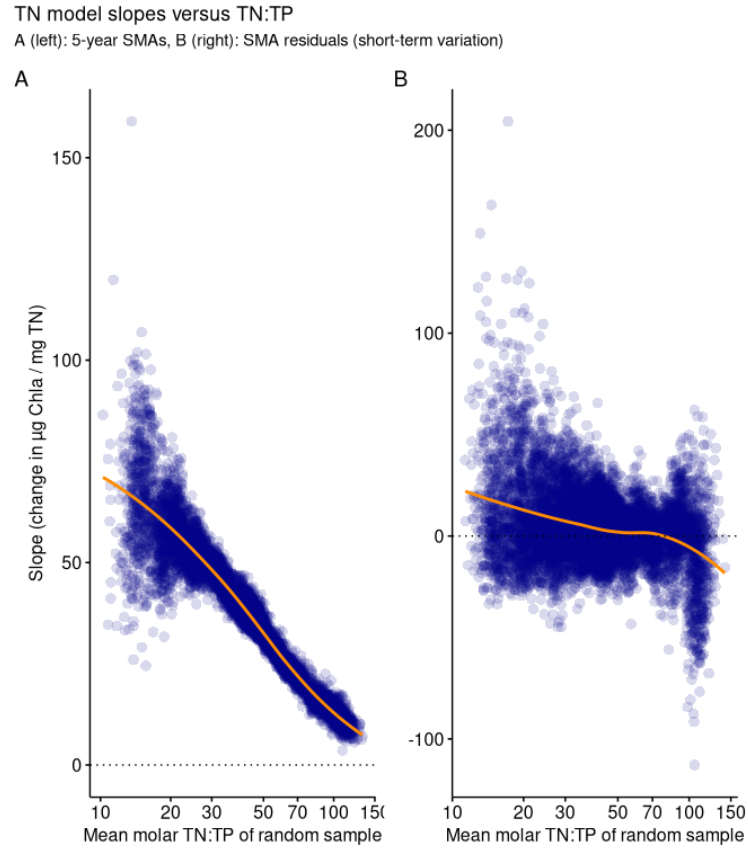 TN model slopes versus TN:TP
A (left): 5-year SMAs, B (right): SMA residuals (short-term variation)
A
B
Slope (change in µg Chla / mg TN)
150
100
50
0
10 20 30 50 70 100 150
Mean molar TN:TP of random sample
200
100
0
-100
10 20 30 50 70 100 150
Mean molar TN:TP of random sample